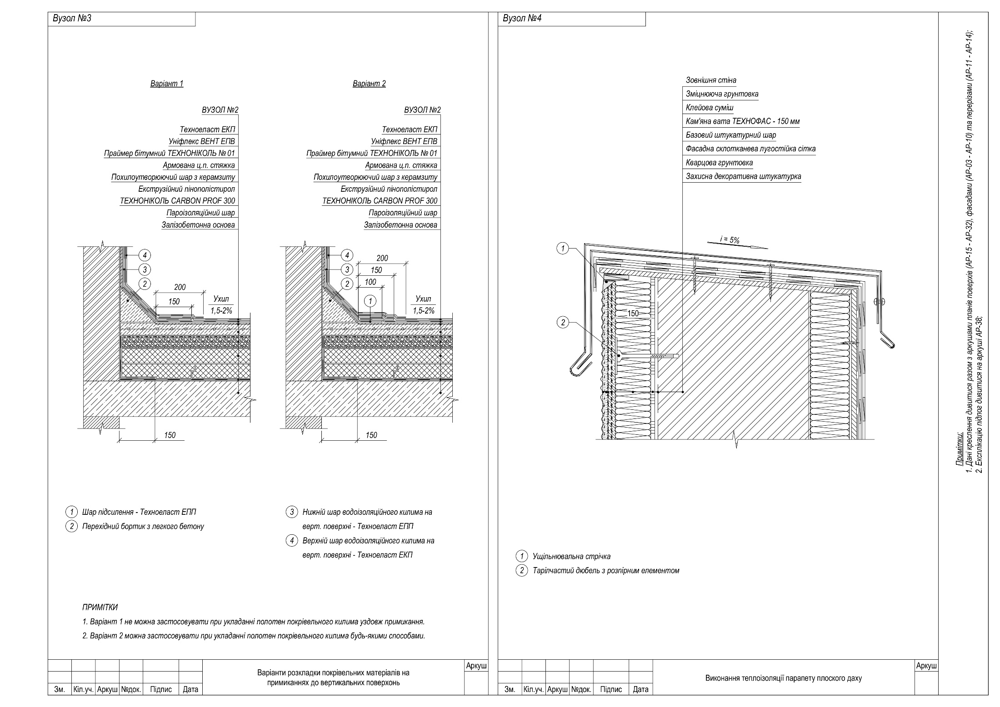 Вузол №3
Варіант 1
ВУЗОЛ №2
Техноеласт ЕКП
Уніфлекс ВЕНТ ЕПВ
Праймер бітумний ТЕХНОНІКОЛЬ № 01
Армована ц.п. стяжка
Похилоутворюючий шар з керамзиту
Екструзійний пінополістирол
ТЕХНОНІКОЛЬ CARBON PROF 300
Пароізоляційний шар
Залізобетонна основа
4
3
2
200
150
Ухил
1,5-2%
150
Варіант 2
ВУЗОЛ №2
Техноеласт ЕКП
Уніфлекс ВЕНТ ЕПВ
Праймер бітумний ТЕХНОНІКОЛЬ № 01
Армована ц.п. стяжка
Похилоутворюючий шар з керамзиту
Екструзійний пінополістирол
ТЕХНОНІКОЛЬ CARBON PROF 300
Пароізоляційний шар
Залізобетонна основа
4
3
2
1
200
150
100
Ухил
1,5-2%
150
1 Шар підсилення - Техноеласт ЕПП
2 Перехідний бортик з легкого бетону
3 Нижній шар водоізоляційного килима на
верт. поверхні - Техноеласт ЕПП
4 Верхній шар водоізоляційного килима на
верт. поверхні - Техноеласт ЕКП
ПРИМІТКИ
1. Варіант 1 не можна застосовувати при укладанні полотен покрівельного килима уздовж примикання.
2. Варіант 2 можна застосовувати при укладанні полотен покрівельного килима будь-якими способами.
Зм. Кіл.уч. Аркуш №док. Підпис Дата
Варіанти розкладки покрівельних матеріалів на
примиканнях до вертикальних поверхонь
Аркуш
Вузол №4
Зовнішня стіна
Зміцнююча грунтовка
Клейова суміш
Кам'яна вата ТЕХНОФАС - 150 мм
Базовий штукатурний шар
Фасадна склотканева лугостійка сітка
Кварцова грунтовка
Захисна декоративна штукатурка
i = 5%
1
2
150
1 Ущільнювальна стрічка
2 Тарілчастий дюбель з розпірним елементом
Зм. Кіл.уч. Аркуш №док. Підпис Дата
Виконання теплоізоляції парапету плоского даху
Аркуш
Примітки:
1. Дані креслення дивитися разом з аркушами планів поверхів (АР-15 - АР-32), фасадами (АР-03 - АР-10) та перерізами (АР-11 - АР-14);
2. Експлікацію підлог дивитися на аркуші АР-38;